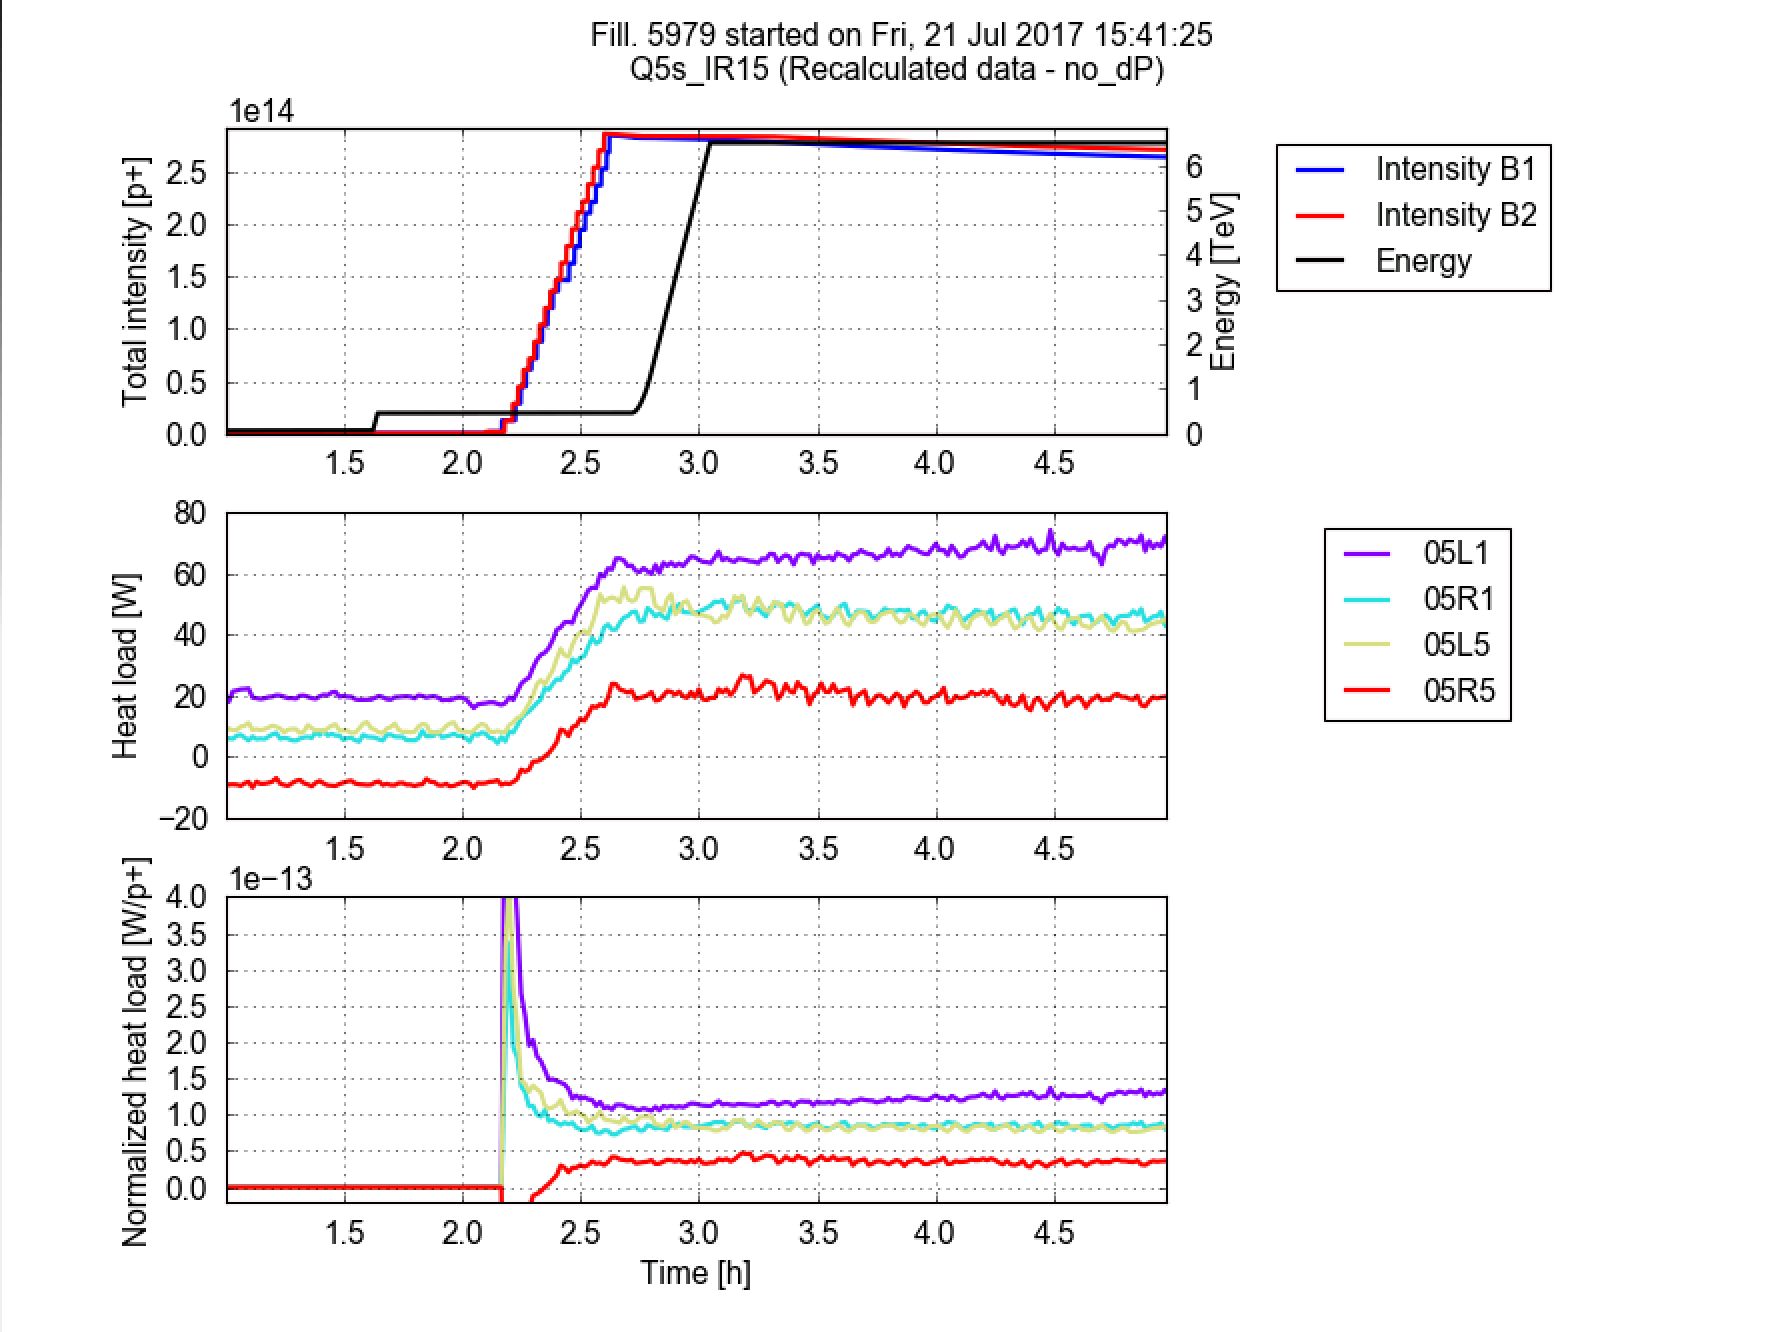 Fill. 5979 started on Fri, 21 Jul 2017 15:41:25
Q5s_IR15 (Recalculated data - no_dP)
1e14
Total intensity [p+]
2.5
2.0
1.5
1.0
0.5
0.0
6
5
4
3
2
1
0
Energy [TeV]
1.5 2.0 2.5 3.0 3.5 4.0 4.5
Intensity B1
Intensity B2
Energy
Heat load [W]
80
60
40
20
0
−20
1.5 2.0 2.5 3.0 3.5 4.0 4.5
05L1
05R1
05L5
05R5
1e−13
Normalized heat load [W/p+]
4.0
3.5
3.0
2.5
2.0
1.5
1.0
0.5
0.0
1.5 2.0 2.5 3.0 3.5 4.0 4.5
Time [h]